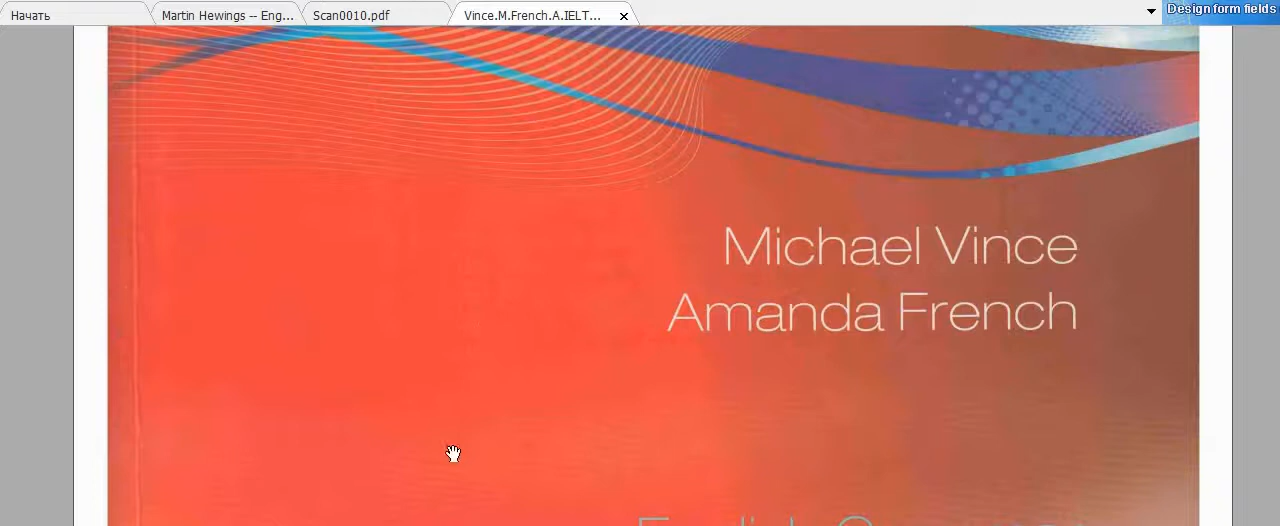 Начать
Martin Hewings -- Eng...
Scan0010.pdf
Vince.M.French.A.IELT...
Design form fields
Michael Vince
Amanda French